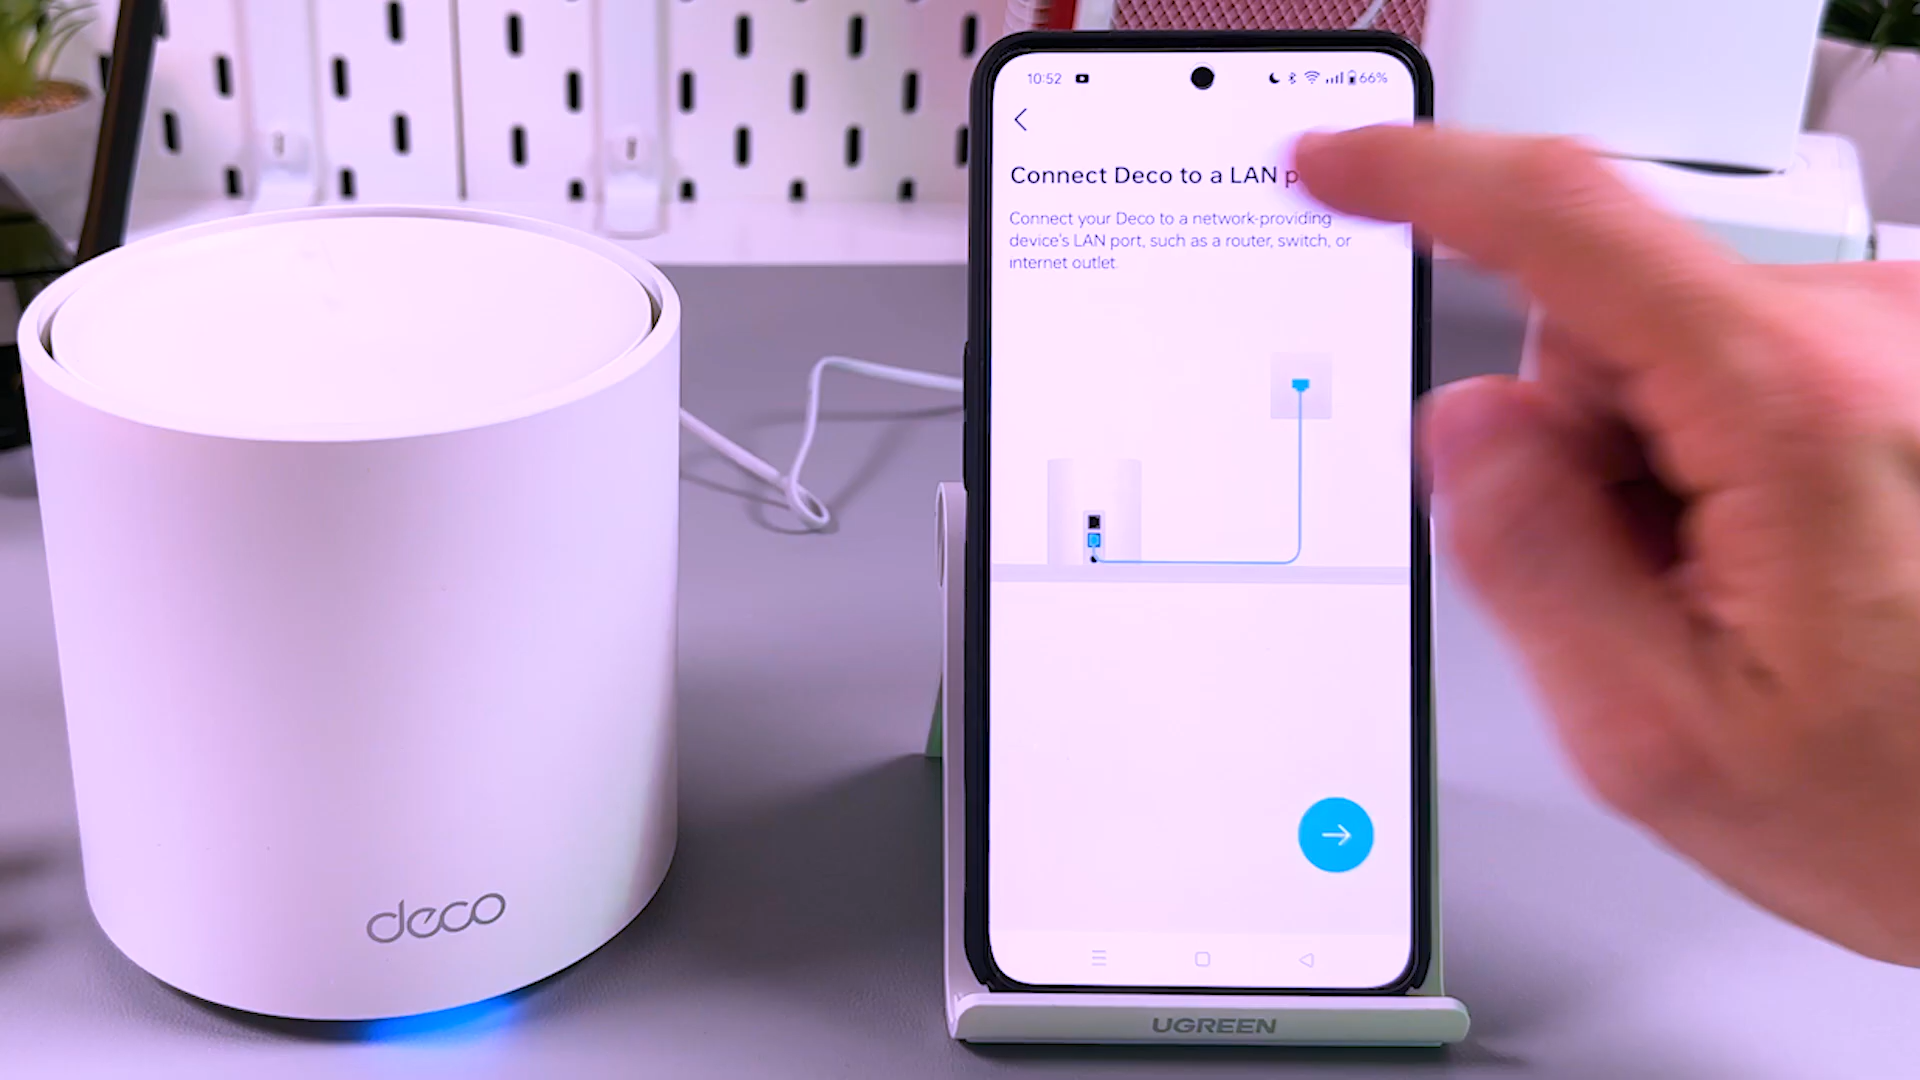 10:52
66%
Connect Deco to a LAN
Connect your Deco to a network-providing
device's LAN port, such as a router, switch, or
internet outlet.
deco
UGREEN